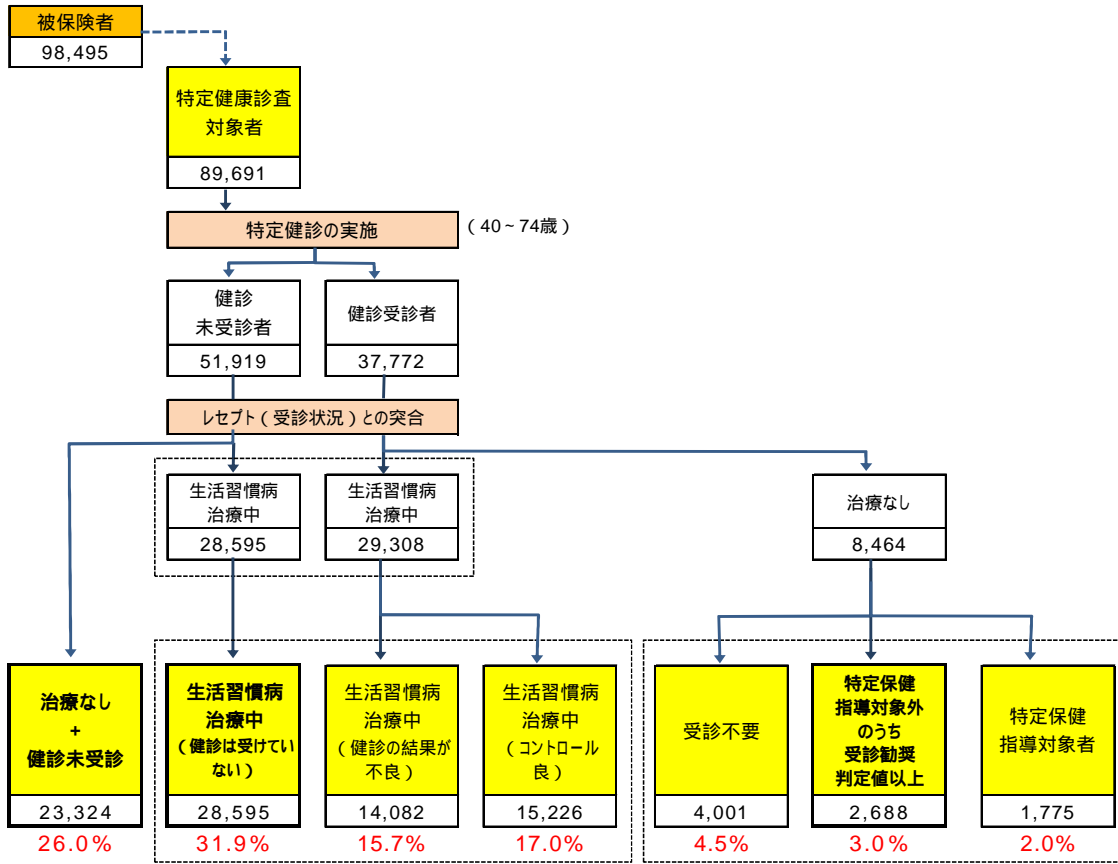 被保険者
98,495
特定健康診査
対象者
89,691
特定健診の実施
（40～74歳）
健診
未受診者
51,919
健診受診者
37,772
レセプト（受診状況）との突合
生活習慣病
治療中
28,595
生活習慣病
治療中
29,308
治療なし
8,464
治療なし
+
健診未受診
23,324
26.0%
生活習慣病
治療中
（健診は受けてい
ない）
28,595
31.9%
生活習慣病
治療中
（健診の結果が
不良）
14,082
15.7%
生活習慣病
治療中
（コントロール
良）
15,226
17.0%
受診不要
4,001
4.5%
特定保健
指導対象外
のうち
受診勧奨
判定値以上
2,688
3.0%
特定保健
指導対象者
1,775
2.0%